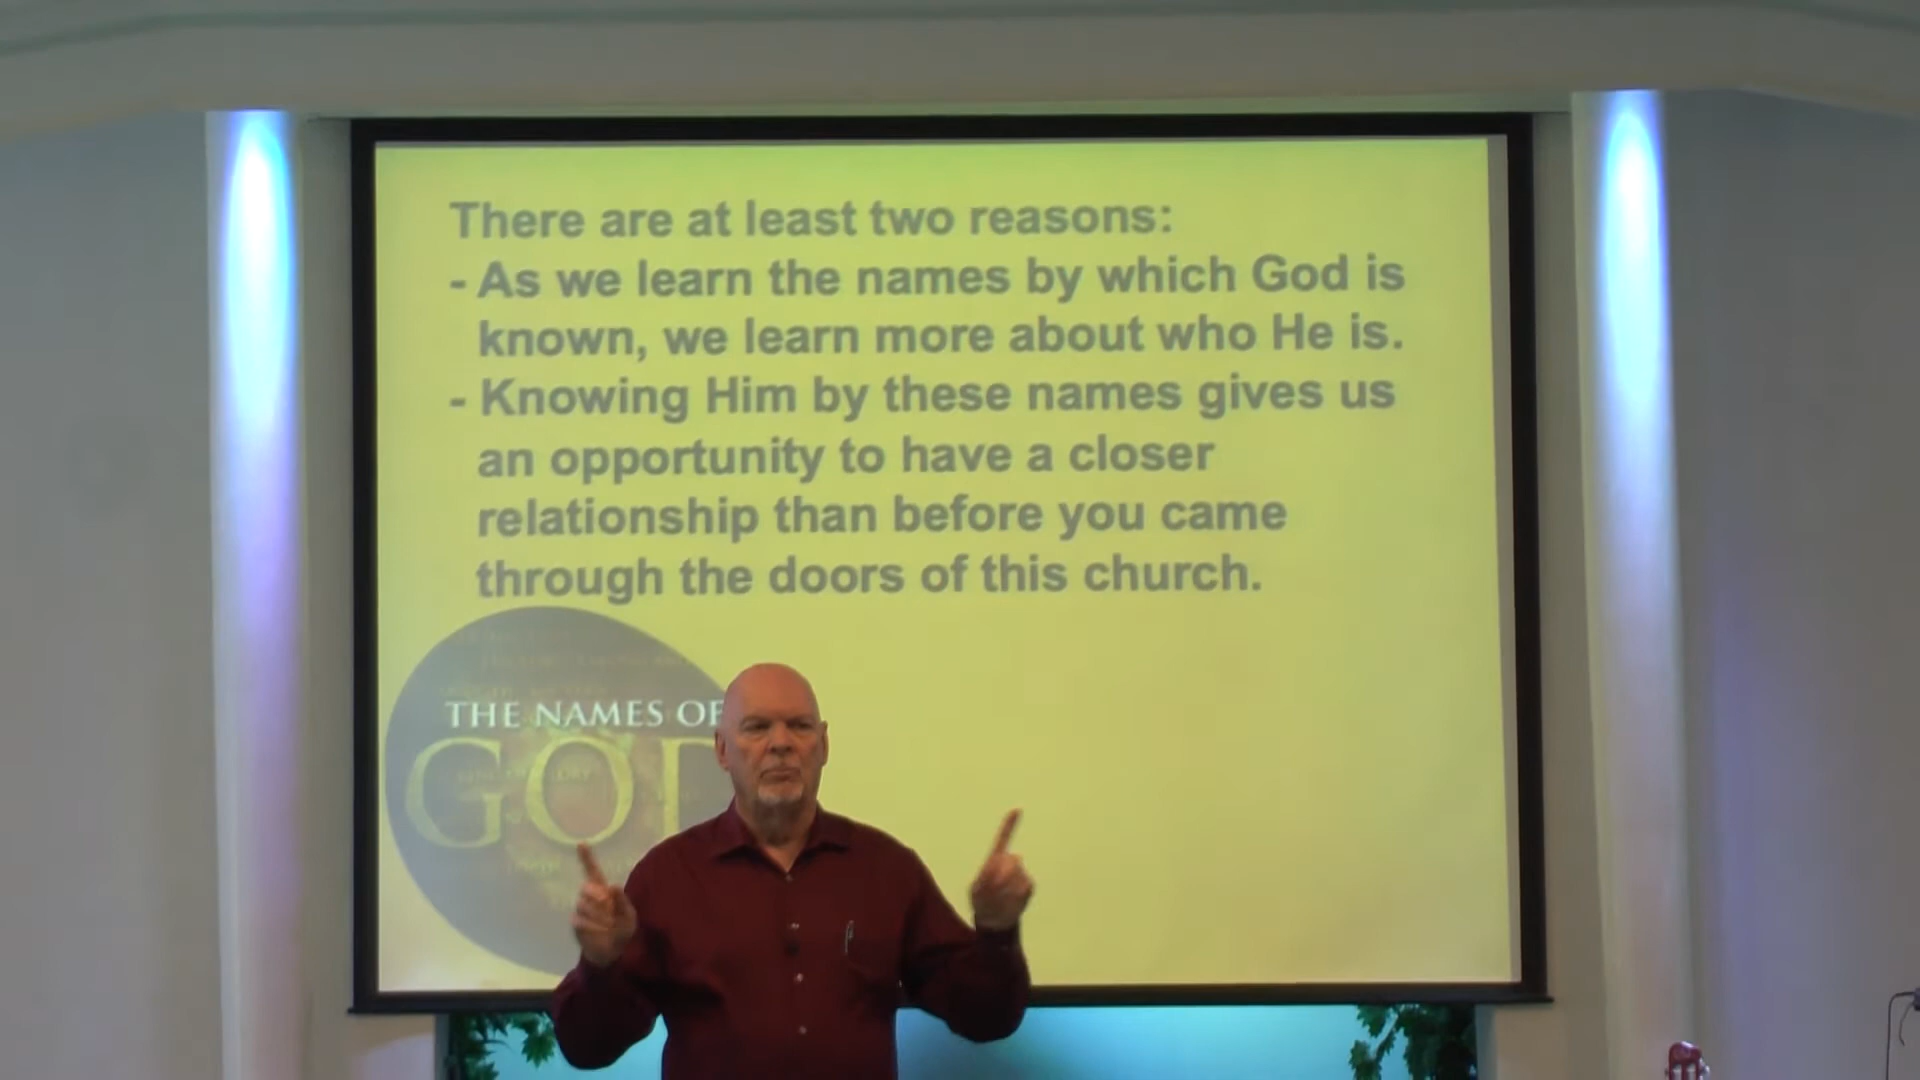 There are at least two reasons:
- As we learn the names by which God is
known, we learn more about who He is.
- Knowing Him by these names gives us
an opportunity to have a closer
relationship than before you came
through the doors of this church.
THE NAMES OF
GOD